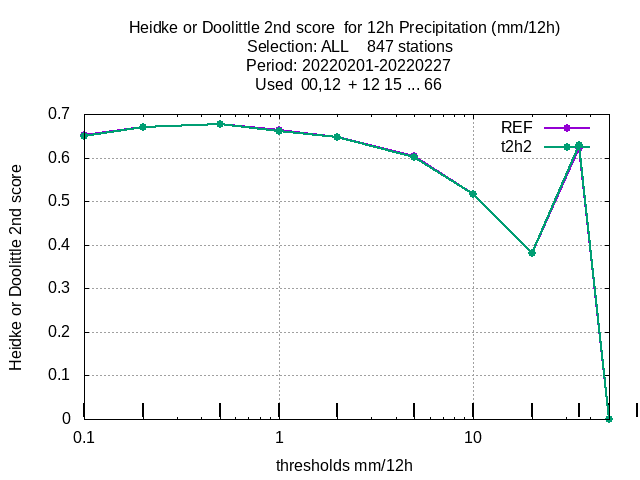 Heidke or Doolittle 2nd score  for 12h Precipitation (mm/12h)
Selection: ALL    847 stations
Period: 20220201-20220227
Used  00,12  + 12 15 ... 66
REF
t2h2
0.7
0.6
0.5
0.4
0.3
0.2
0.1
0
Heidke or Doolittle 2nd score
0.1
1
10
thresholds mm/12h